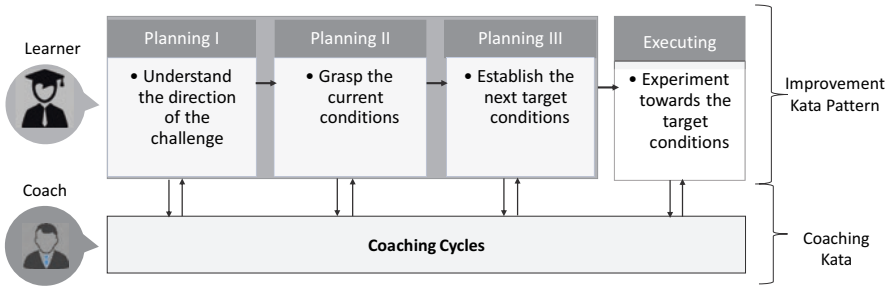 Learner
Planning I
• Understand
the direction
of the
challenge
Planning II
• Grasp the
current
conditions
Planning III
• Establish the
next target
conditions
Executing
• Experiment
towards the
target
conditions
Improvement
Kata Pattern
Coach
Coaching Cycles
Coaching
Kata